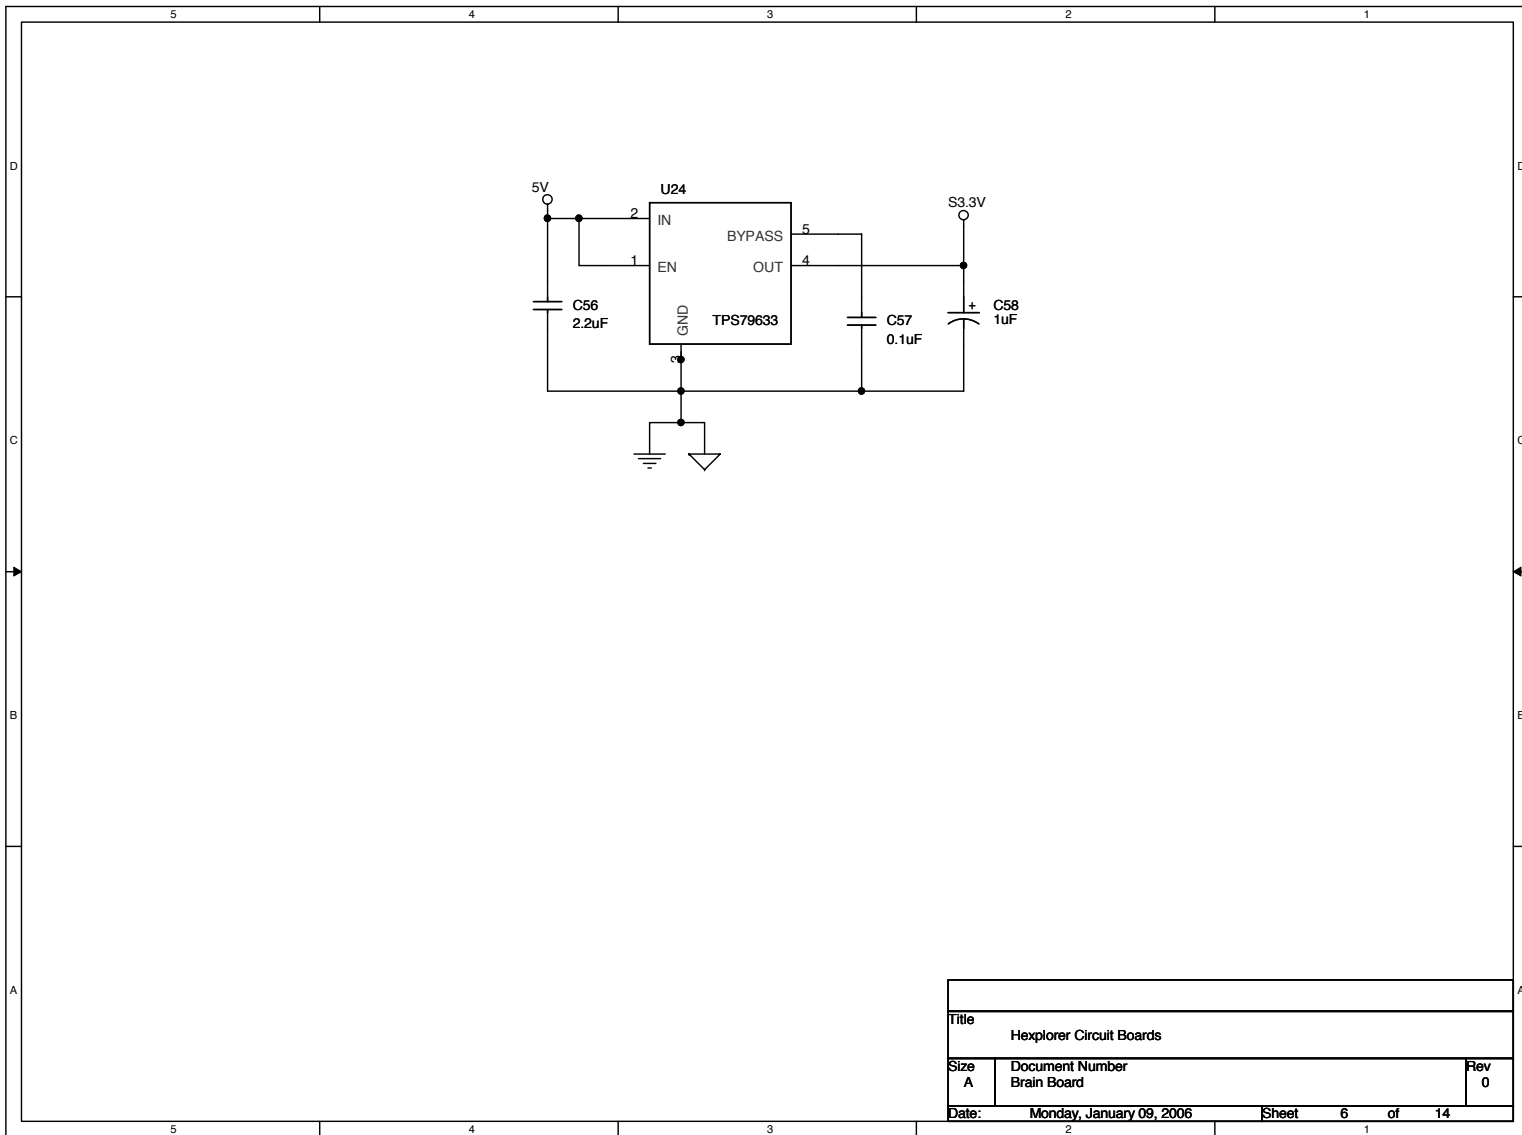 5 4 3 2 1
D D
5V
U24
S3.3V
2 IN
BYPASS 5
1 EN
OUT 4
C56
2.2uF
GND
3
TPS79633
C57
0.1uF
+
C58
1uF
C C
B B
A A
Title
Hexplorer Circuit Boards
Size
A
Document Number
Brain Board
Rev
0
Date: Monday, January 09, 2006 Sheet 6 of 14
5 4 3 2 1